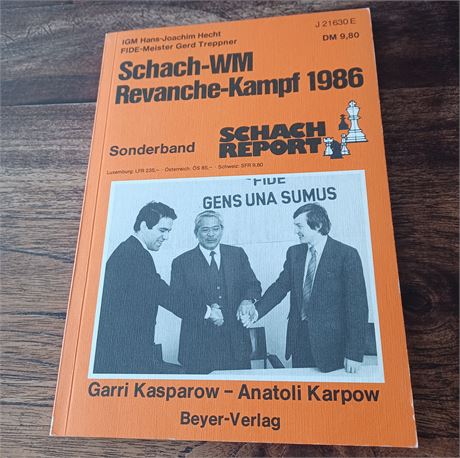 IGM Hans-Joachim Hecht
FIDE-Meister Gerd Treppner
J 21630 E
DM 9,80
Schach-WM
Revanche-Kampf 1986
Sonderband
SCHACH
REPORT
Luxemburg: LFR 235,– · Österreich: ÖS 85,– · Schweiz: SFR 9,80
FIDE
GENS UNA SUMUS
Garri Kasparow – Anatoli Karpow
Beyer-Verlag